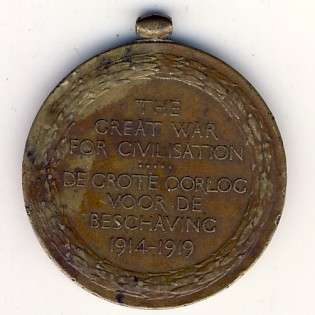 THE
GREAT WAR
FOR CIVILISATION
.....
DE GROTE OORLOG
VOOR DE
BESCHAVING
1914-1919